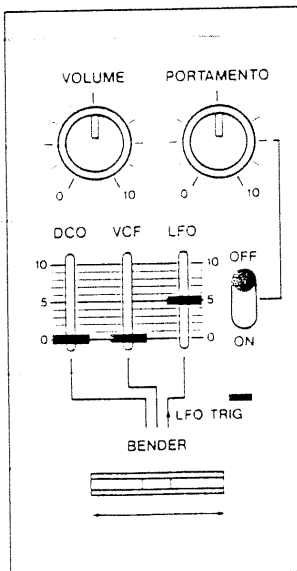 VOLUME PORTAMENTO
0 10 0 10
DCO VCF LFO
10 10 OFF
5 5
0 0 ON
LFO TRIG
BENDER